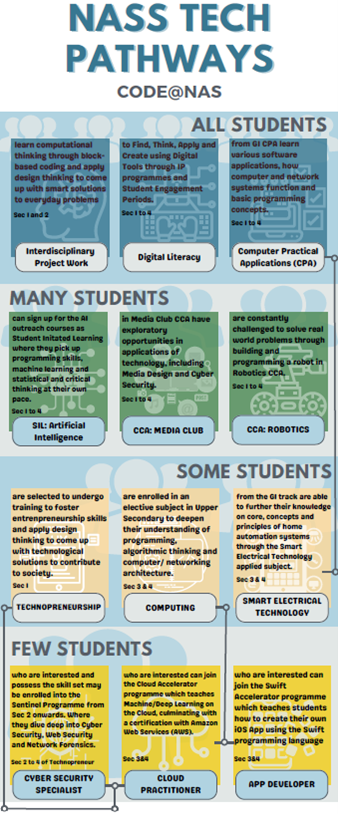 NASS TECH
PATHWAYS
CODE@NAS
ALL STUDENTS
learn computational
thinking through block-
based coding and apply
design thinking to come
up with smart solutions
to everyday problems
Sec 1 and 2
Interdisciplinary
Project Work
to Find, Think, Apply and
Create using Digital
Tools through IP
programmes and
Student Engagement
Periods.
Sec 1 to 4
Digital Literacy
from G1 CPA learn
various software
applications, how
computer and network
systems function and
basic programming
concepts.
Sec 1 to 4
Computer Practical
Applications (CPA)
MANY STUDENTS
can sign up for the AI
outreach courses as
Student Initated Learning
where they pick up
programming skills,
machine learning and
statistical and critical
thinking at their own
pace.
Sec 1 to 4
SIL: Artificial
Intelligence
in Media Club CCA have
exploratory
opportunities in
applications of
technology, including
Media Design and Cyber
Security.
Sec 1 to 4
CCA: MEDIA CLUB
are constantly
challenged to solve real
world problems through
building and
programming a robot in
Robotics CCA.
Sec 1 to 4
CCA: ROBOTICS
SOME STUDENTS
are selected to undergo
training to foster
entrenpreneurship skills
and apply design
thinking to come up
with technological
solutions to contribute
to society.
Sec 1
TECHNOPRENEURSHIP
are enrolled in an
elective subject in Upper
Secondary to deepen
their understanding of
programming,
algorithmic thinking and
computer/ networking
architecture.
Sec 3 & 4
COMPUTING
from the G1 track are able
to further their knowledge
on core, concepts and
principles of home
automation systems
through the Smart
Electrical Technology
applied subject.
Sec 3 & 4
SMART ELECTRICAL
TECHNOLOGY
FEW STUDENTS
who are interested and
possess the skill set may
be enrolled into the
Sentinel Programme from
Sec 2 onwards. Where
they dive deep into Cyber
Security, Web Security
and Network Forensics.
Sec 2 to 4 of Technopreneur
CYBER SECURITY
SPECIALIST
who are interested can join
the Cloud Accelerator
programme which teaches
Machine/Deep Learning on
the Cloud, culminating with
a certification with Amazon
Web Services (AWS).
Sec 3&4
CLOUD
PRACTITIONER
who are interested can
join the Swift
Accelerator programme
which teaches students
how to create their own
iOS App using the Swift
programming language
Sec 3&4
APP DEVELOPER